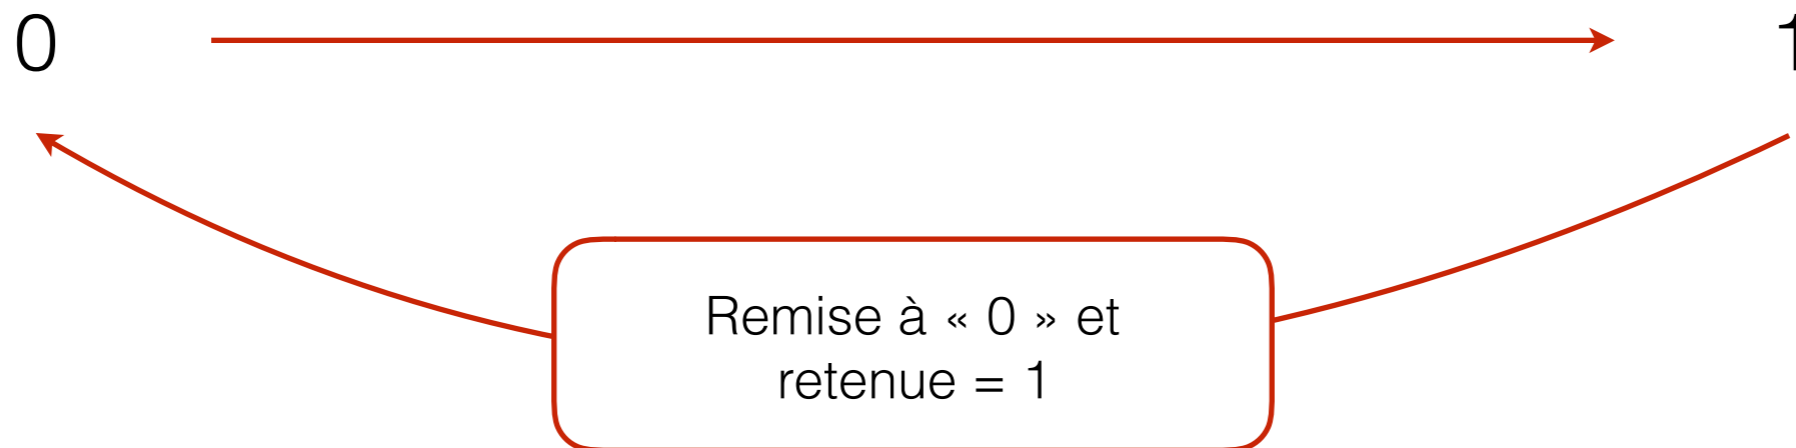 0
1
Remise à « 0 » et
retenue = 1